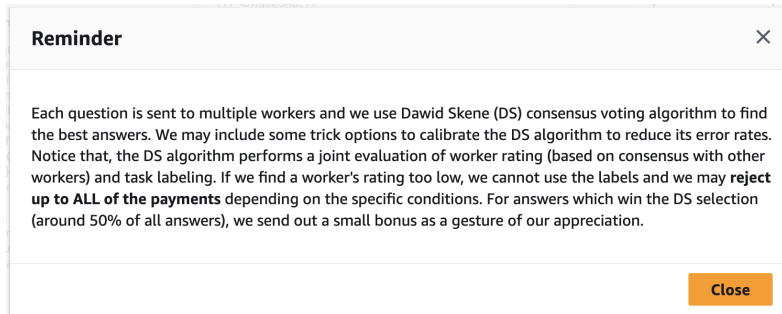 Reminder
Each question is sent to multiple workers and we use Dawid Skene (DS) consensus voting algorithm to find
the best answers. We may include some trick options to calibrate the DS algorithm to reduce its error rates.
Notice that, the DS algorithm performs a joint evaluation of worker rating (based on consensus with other
workers) and task labeling. If we find a worker's rating too low, we cannot use the labels and we may reject
up to ALL of the payments depending on the specific conditions. For answers which win the DS selection
(around 50% of all answers), we send out a small bonus as a gesture of our appreciation.
Close